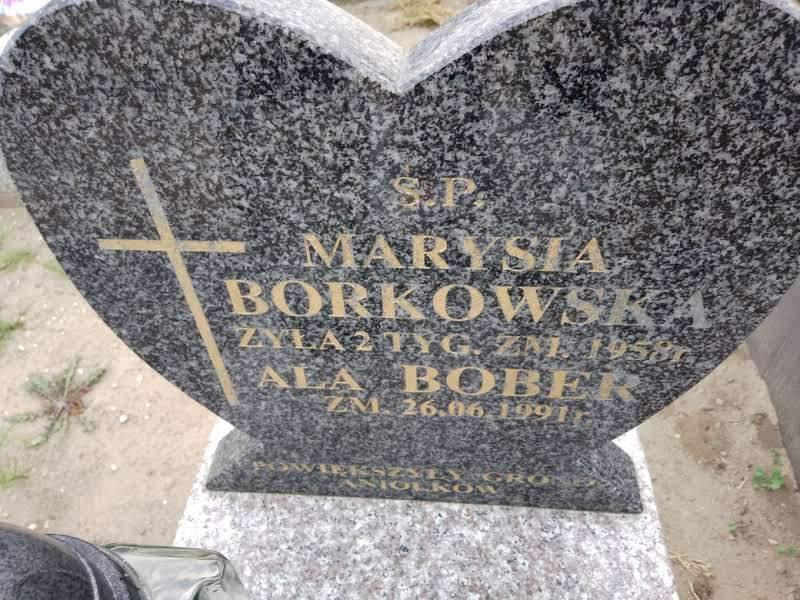 Ś.P.
MARYSIA
BORKOWSKA
ŻYŁA 2 TYG. ZM. 1958r.
ALA BOBER
ZM. 26.06.1991r.
POWIĘKSZYŁY GRONO
ANIOŁKÓW